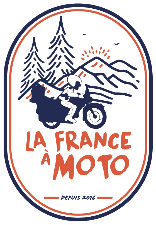 LA FRANCE
À
MOTO
DEPUIS 2016